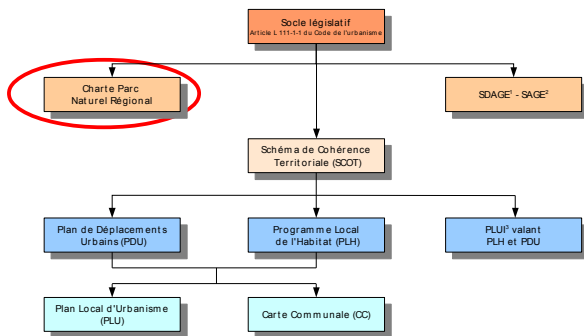 Socle législatif
Article L 111-1-1 du Code de l'urbanisme
Charte Parc
Naturel Régional
SDAGE¹ - SAGE²
Schéma de Cohérence
Territoriale (SCOT)
Plan de Déplacements
Urbains (PDU)
Programme Local
de l'Habitat (PLH)
PLUI³ valant
PLH et PDU
Plan Local d'Urbanisme
(PLU)
Carte Communale (CC)